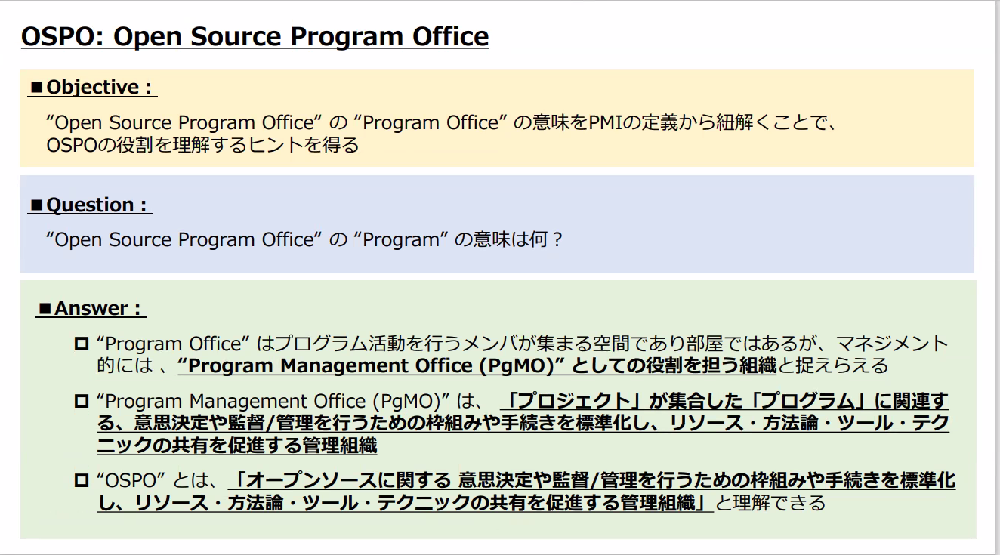 OSPO: Open Source Program Office
■Objective :
“Open Source Program Office“ の “Program Office” の意味をPMIの定義から紐解くことで、
OSPOの役割を理解するヒントを得る
■Question :
“Open Source Program Office“ の “Program” の意味は何？
■Answer :
“Program Office” はプログラム活動を行うメンバが集まる空間であり部屋ではあるが、マネジメント
的には 、“Program Management Office (PgMO)” としての役割を担う組織と捉えらえる
“Program Management Office (PgMO)” は、 「プロジェクト」が集合した「プログラム」に関連す
る、意思決定や監督/管理を行うための枠組みや手続きを標準化し、リソース・方法論・ツール・テク
ニックの共有を促進する管理組織
“OSPO” とは、「オープンソースに関する 意思決定や監督/管理を行うための枠組みや手続きを標準化
し、リソース・方法論・ツール・テクニックの共有を促進する管理組織」と理解できる